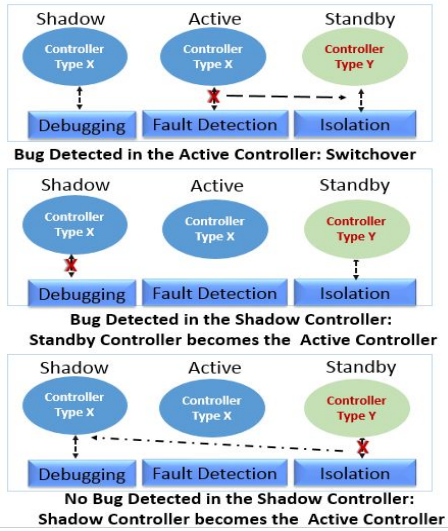 Shadow Active Standby
Controller Controller Controller
Type X Type X Type Y
X
Debugging Fault Detection Isolation
Bug Detected in the Active Controller: Switchover
Shadow Active Standby
Controller Controller Controller
Type X Type X Type Y
X
Debugging Fault Detection Isolation
Bug Detected in the Shadow Controller:
Standby Controller becomes the Active Controller
Shadow Active Standby
Controller Controller Controller
Type X Type X Type Y
X
Debugging Fault Detection Isolation
No Bug Detected in the Shadow Controller:
Shadow Controller becomes the Active Controller